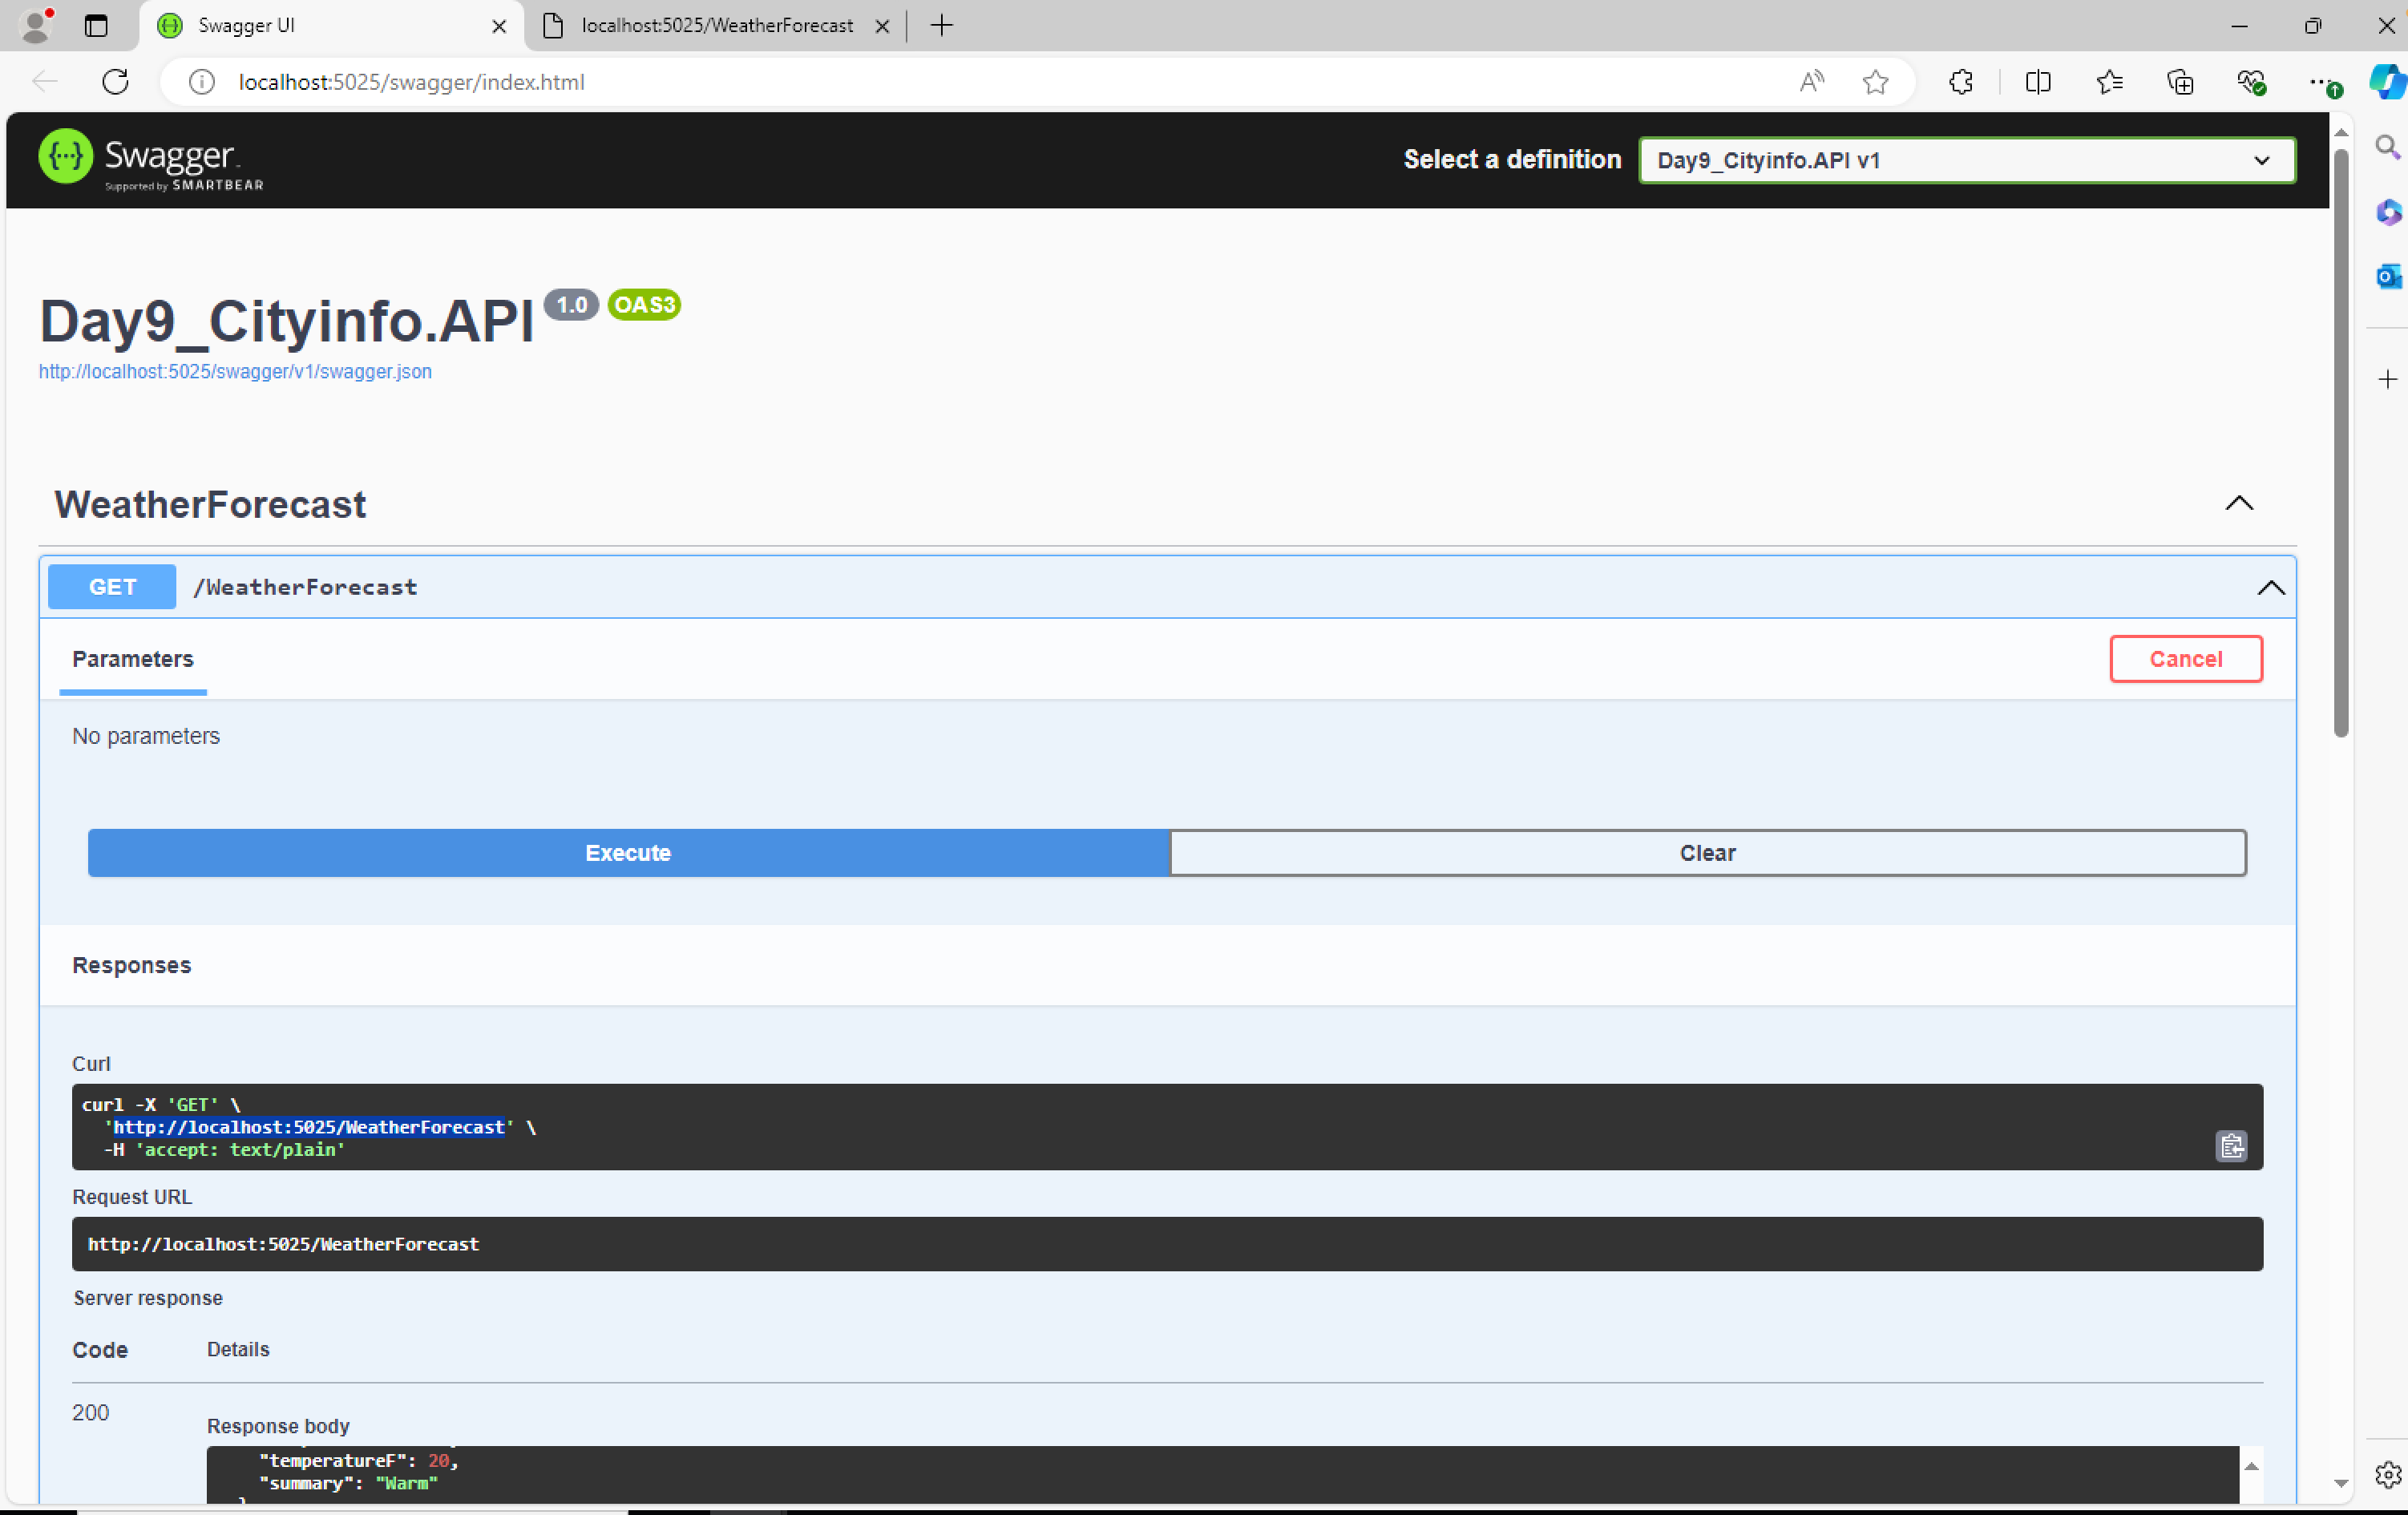 Swagger UI
localhost:5025/WeatherForecast
localhost:5025/swagger/index.html
Swagger
Supported by SMARTBEAR
Select a definition
Day9_Cityinfo.API v1
Day9_Cityinfo.API 1.0 OAS3
http://localhost:5025/swagger/v1/swagger.json
WeatherForecast
GET /WeatherForecast
Parameters
Cancel
No parameters
Execute
Clear
Responses
Curl
curl -X 'GET' \
'http://localhost:5025/WeatherForecast' \
-H 'accept: text/plain'
Request URL
http://localhost:5025/WeatherForecast
Server response
Code Details
200
Response body
"temperatureF": 20,
"summary": "Warm"